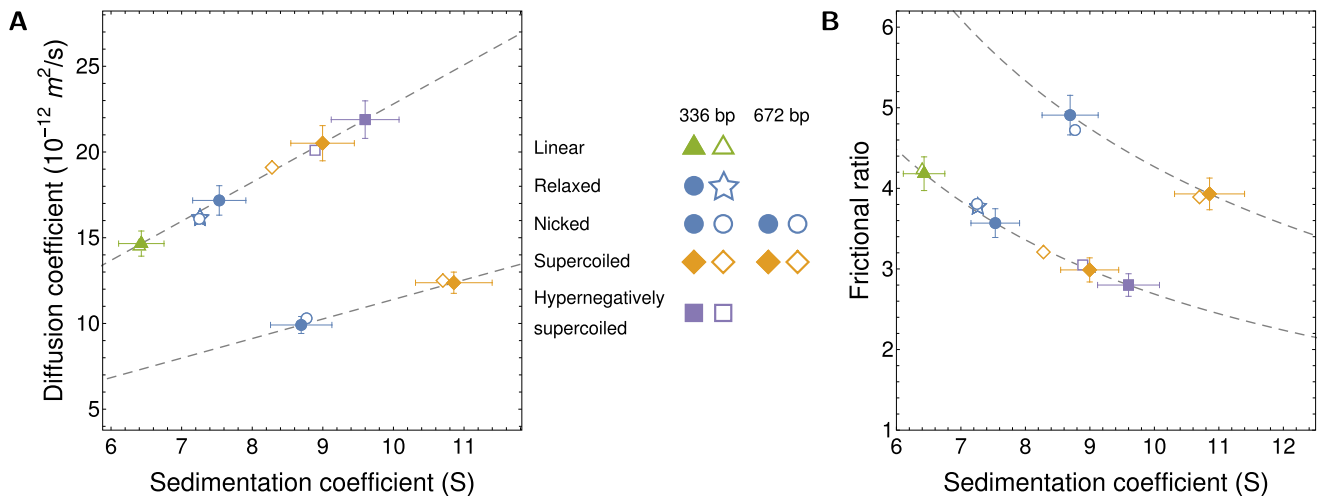 A
Diffusion coefficient (10⁻¹² m²/s)
25
20
15
10
5
6 7 8 9 10 11
Sedimentation coefficient (S)
336 bp 672 bp
Linear
Relaxed
Nicked
Supercoiled
Hypernegatively
supercoiled
B
Frictional ratio
6
5
4
3
2
1
6 7 8 9 10 11 12
Sedimentation coefficient (S)